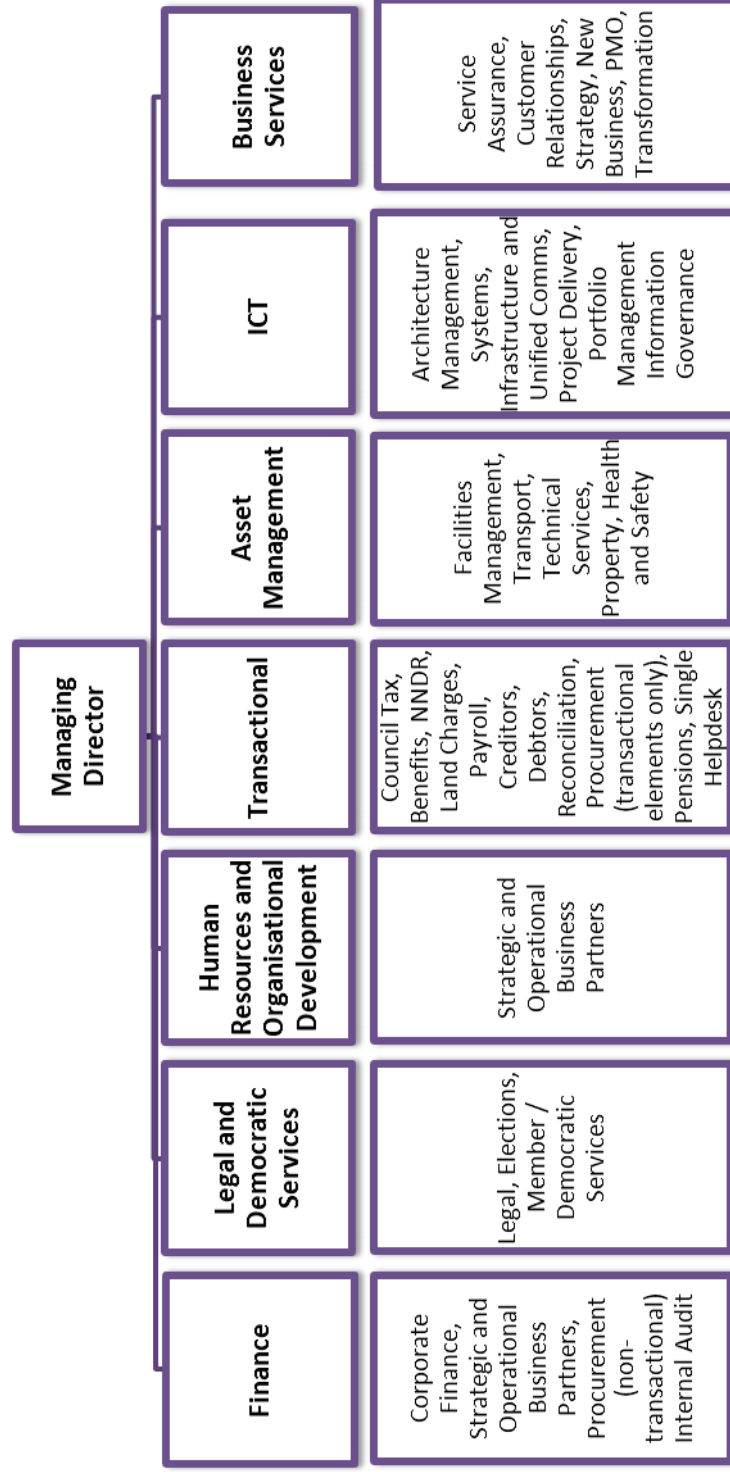 Managing
Director
Finance
Legal and
Democratic
Services
Human
Resources and
Organisational
Development
Transactional
Asset
Management
ICT
Business
Services
Corporate
Finance,
Strategic and
Operational
Business
Partners,
Procurement
(non-
transactional)
Internal Audit
Legal, Elections,
Member /
Democratic
Services
Strategic and
Operational
Business
Partners
Council Tax,
Benefits, NNDR,
Land Charges,
Payroll,
Creditors,
Debtors,
Reconciliation,
Procurement
(transactional
elements only),
Pensions, Single
Helpdesk
Facilities
Management,
Transport,
Technical
Services,
Property, Health
and Safety
Architecture
Management,
Systems,
Infrastructure and
Unified Comms,
Project Delivery,
Portfolio
Management
Information
Governance
Service
Assurance,
Customer
Relationships,
Strategy, New
Business, PMO,
Transformation